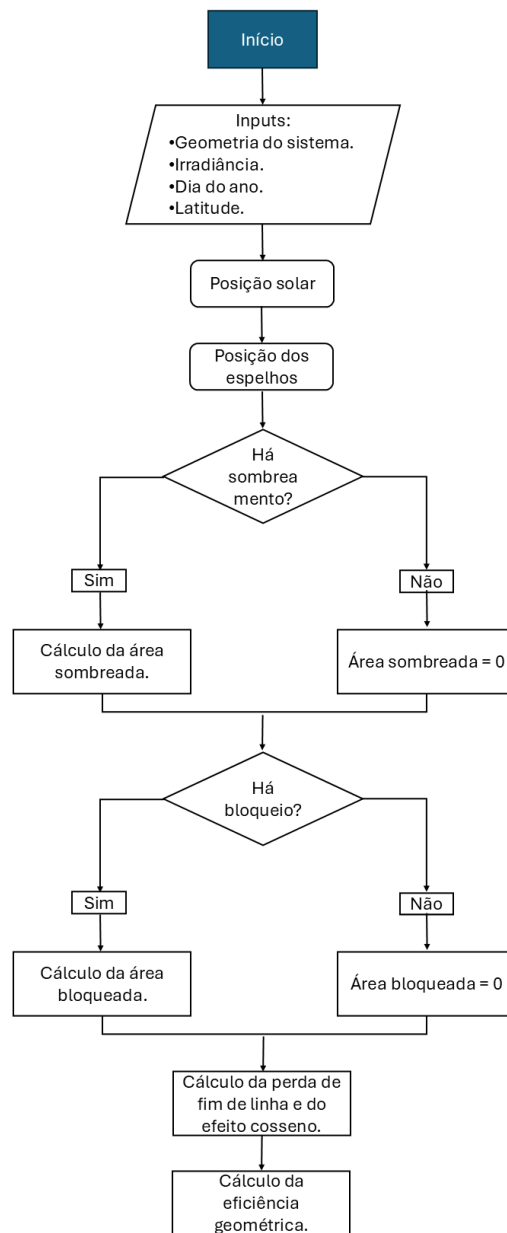 Início
Inputs:
•Geometria do sistema.
•Irradiância.
•Dia do ano.
•Latitude.
Posição solar
Posição dos
espelhos
Há
sombrea
mento?
Sim
Não
Cálculo da área
sombreada.
Área sombreada = 0
Há
bloqueio?
Sim
Não
Cálculo da área
bloqueada.
Área bloqueada = 0
Cálculo da perda de
fim de linha e do
efeito cosseno.
Cálculo da
eficiência
geométrica.